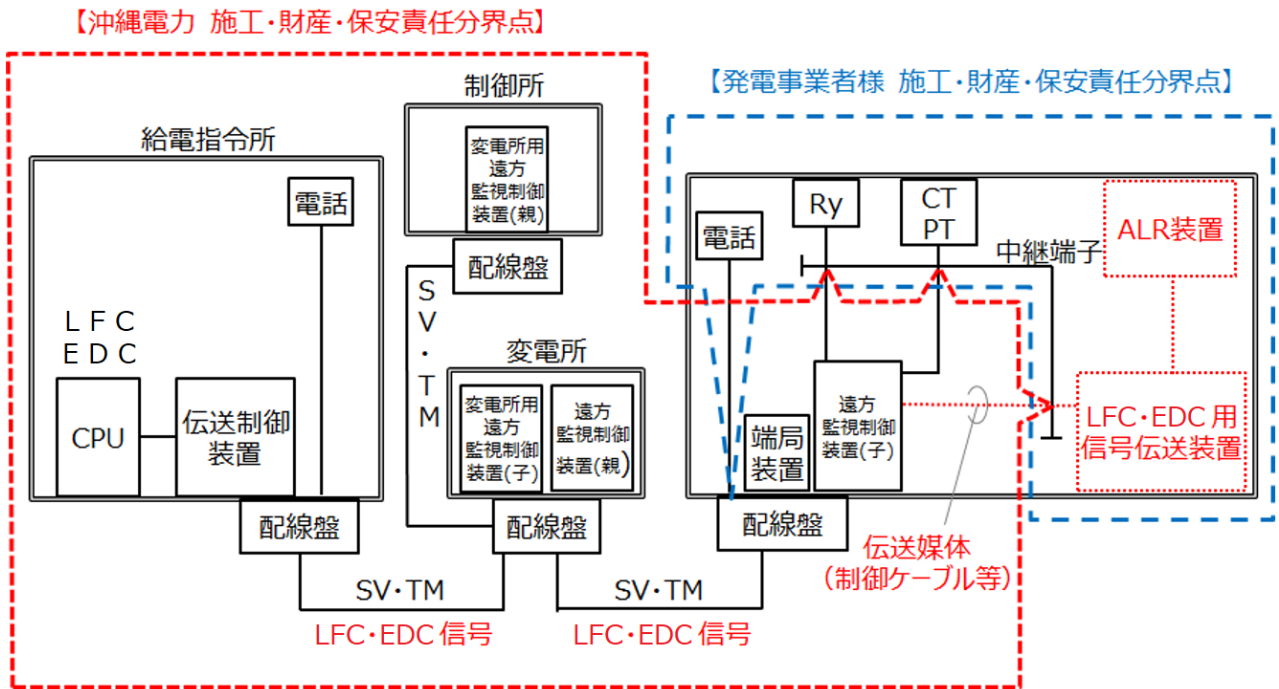 【沖縄電力 施工・財産・保安責任分界点】
【発電事業者様 施工・財産・保安責任分界点】
制御所
変電所用
遠方
監視制御
装置(親)
配線盤
給電指令所
電話
LFC
EDC
CPU
伝送制御
装置
配線盤
SV・TM
変電所
変電所用
遠方
監視制御
装置(子)
遠方
監視制御
装置(親)
配線盤
電話
Ry
CT
PT
中継端子
ALR装置
端局
装置
遠方
監視制御
装置(子)
LFC・EDC用
信号伝送装置
配線盤
伝送媒体
(制御ケーブル等)
SV・TM
LFC・EDC信号
SV・TM
LFC・EDC信号